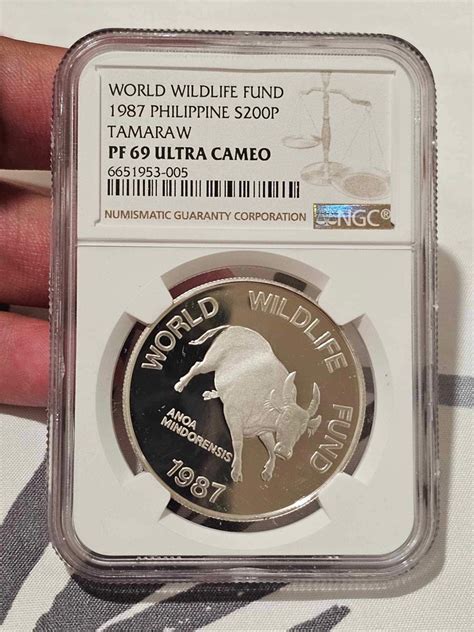 WORLD WILDLIFE FUND
1987 PHILIPPINE S200P
TAMARAW
PF 69 ULTRA CAMEO
6651953-005
NUMISMATIC GUARANTY CORPORATION
NGC®
WORLD WILDLIFE FUND
ANOA
MINDORENSIS
1987